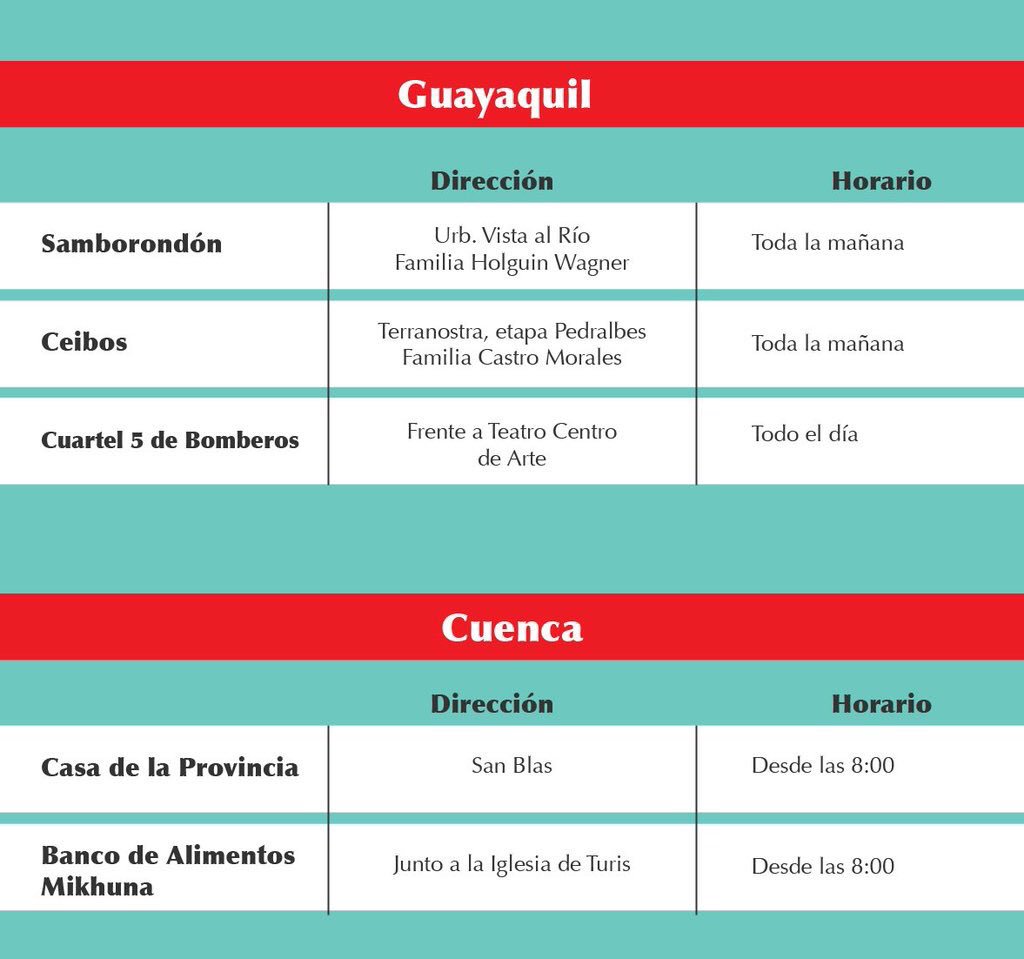 Guayaquil
Dirección
Horario
Samborondón
Urb. Vista al Río
Familia Holguin Wagner
Toda la mañana
Ceibos
Terranostra, etapa Pedralbes
Familia Castro Morales
Toda la mañana
Cuartel 5 de Bomberos
Frente a Teatro Centro
de Arte
Todo el día
Cuenca
Dirección
Horario
Casa de la Provincia
San Blas
Desde las 8:00
Banco de Alimentos
Mikhuna
Junto a la Iglesia de Turis
Desde las 8:00